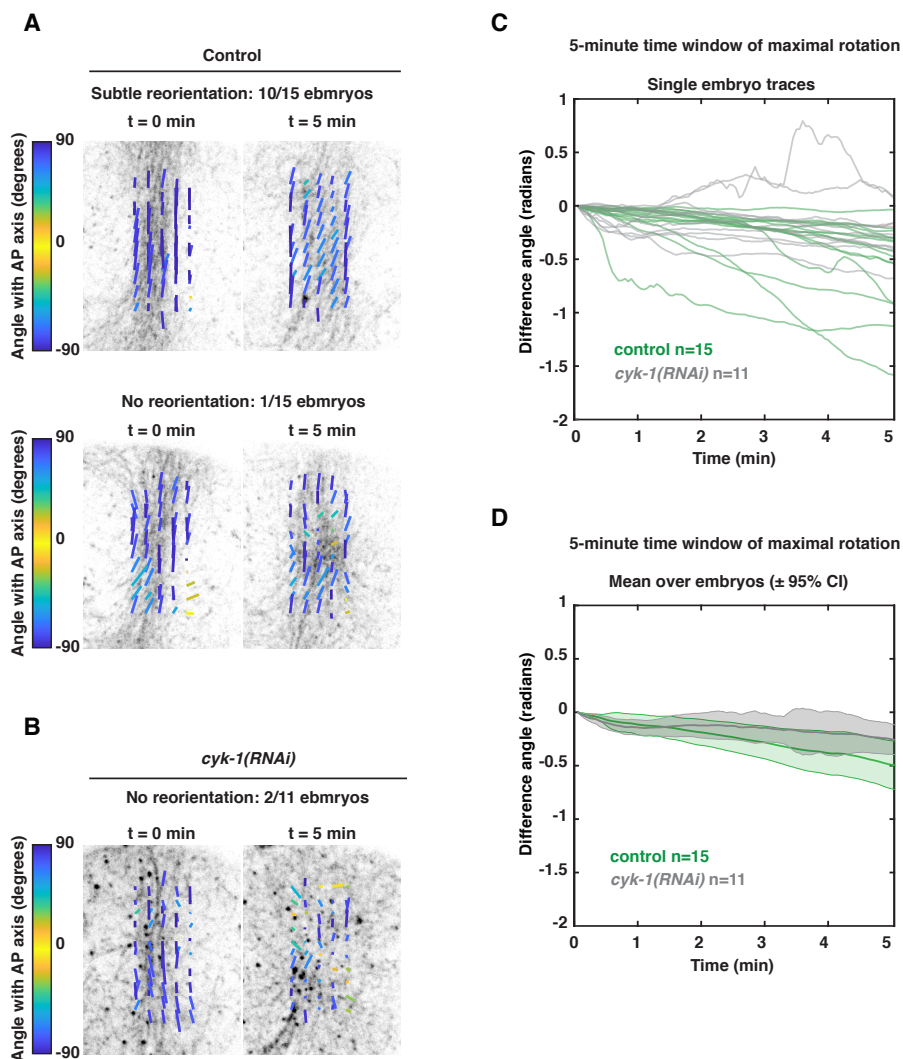 A
Control
Subtle reorientation: 10/15 ebmryos
t = 0 min
t = 5 min
Angle with AP axis (degrees)
90
0
-90
No reorientation: 1/15 ebmryos
t = 0 min
t = 5 min
Angle with AP axis (degrees)
90
0
-90
B
cyk-1(RNAi)
No reorientation: 2/11 ebmryos
t = 0 min
t = 5 min
Angle with AP axis (degrees)
90
0
-90
C
5-minute time window of maximal rotation
Single embryo traces
Difference angle (radians)
1
0.5
0
-0.5
-1
-1.5
-2
control n=15
cyk-1(RNAi) n=11
0
1
2
3
4
5
Time (min)
D
5-minute time window of maximal rotation
Mean over embryos (± 95% CI)
Difference angle (radians)
1
0.5
0
-0.5
-1
-1.5
-2
control n=15
cyk-1(RNAi) n=11
0
1
2
3
4
5
Time (min)